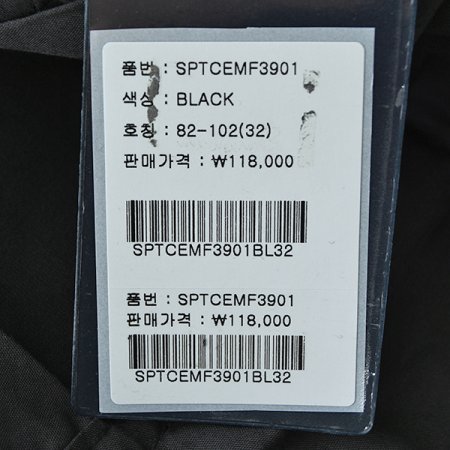 품번 : SPTCEMF3901
색상 : BLACK
호칭 : 82-102(32)
판매가격 : ₩118,000
SPTCEMF3901BL32
품번 : SPTCEMF3901
판매가격 : ₩118,000
SPTCEMF3901BL32